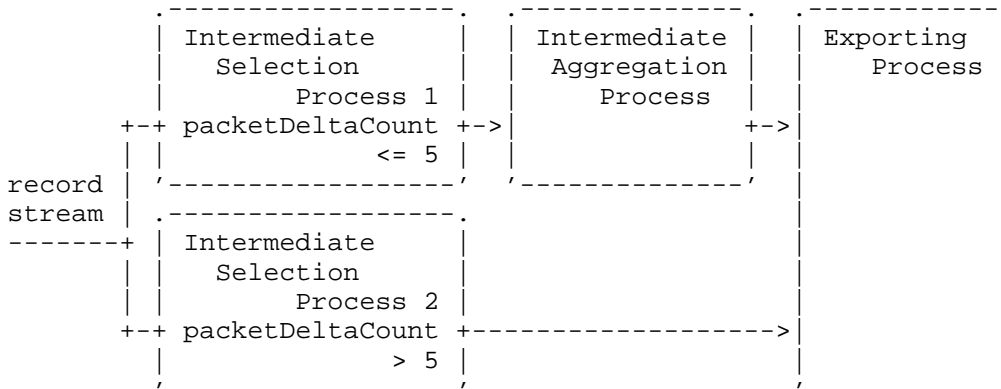 Intermediate Intermediate Exporting
Selection Aggregation Process
Process 1 Process
packetDeltaCount
<= 5
record
stream
Intermediate
Selection
Process 2
packetDeltaCount
> 5